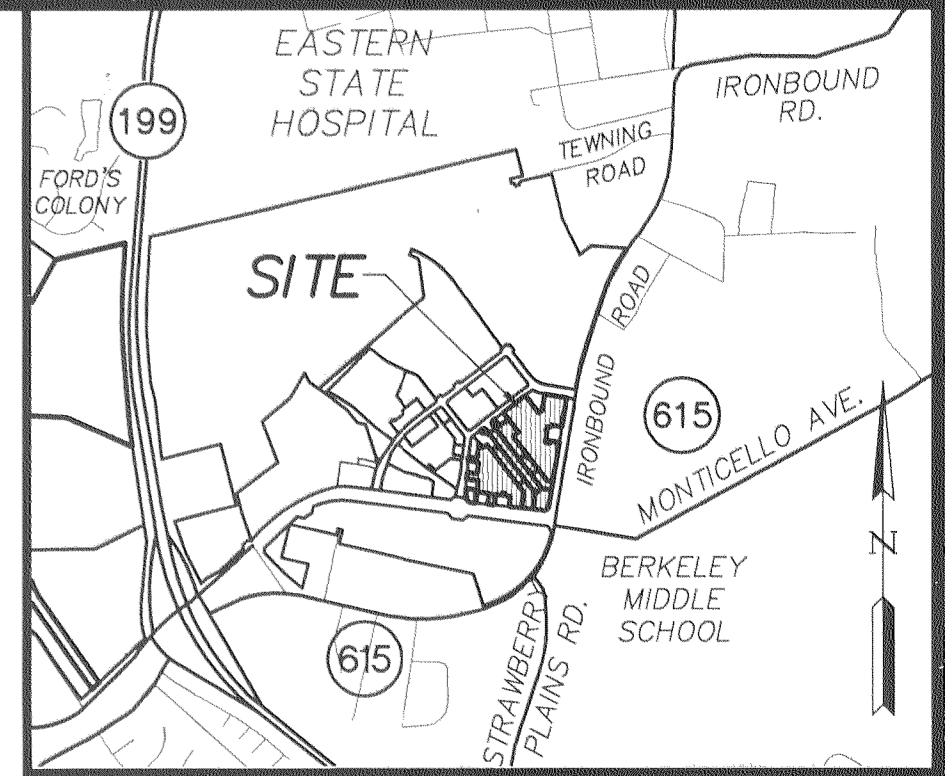 EASTERN
STATE
HOSPITAL
IRONBOUND
RD.
199
TEWNING
ROAD
FORD'S
COLONY
SITE
ROAD
IRONBOUND
615
MONTICELLO AVE.
N
BERKELEY
MIDDLE
SCHOOL
615
STRAWBERRY
PLAINS RD.